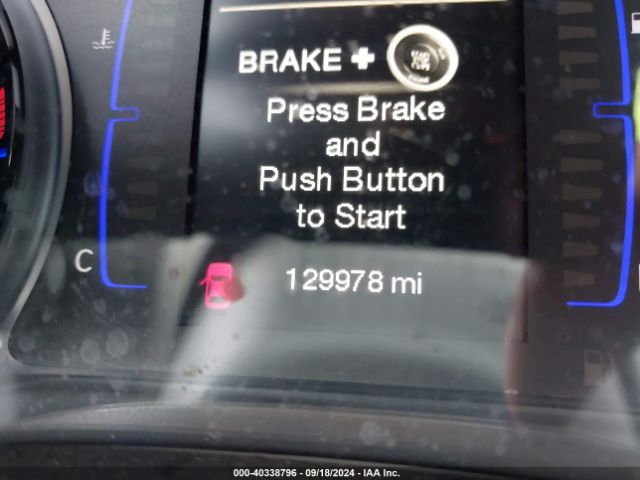 BRAKE +
Press Brake
and
Push Button
to Start
C
129978 mi
000-40338796 - 09/18/2024 - IAA Inc.